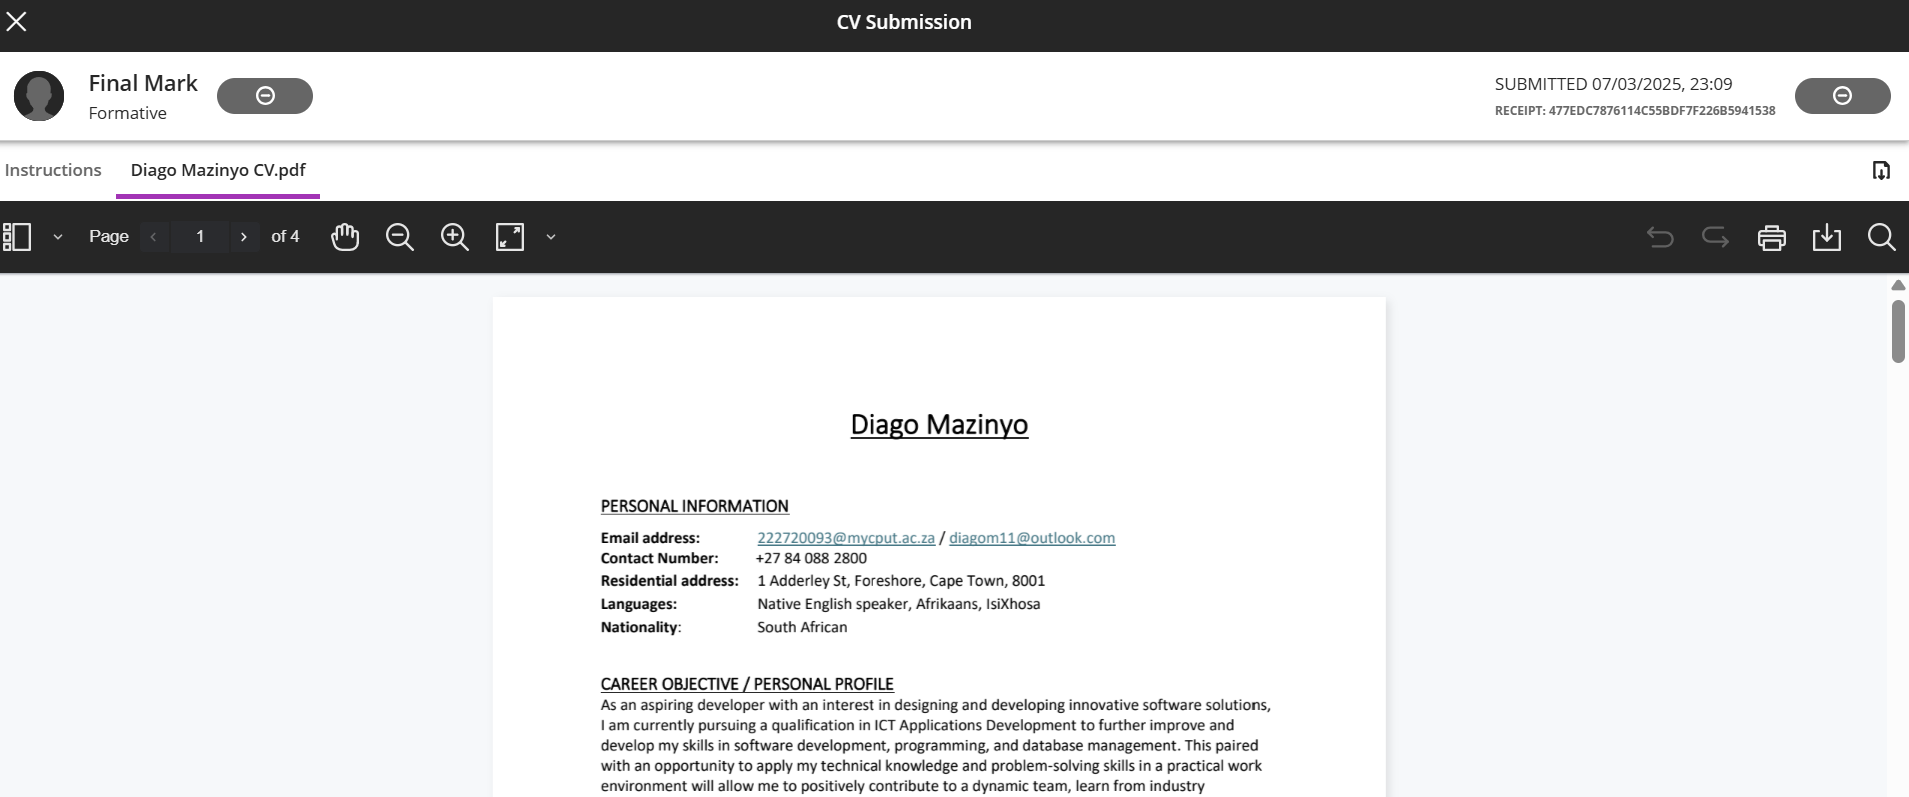 CV Submission
Final Mark
Formative
SUBMITTED 07/03/2025, 23:09
RECEIPT: 477EDC7876114C55BDF7F226B5941538
Instructions
Diago Mazinyo CV.pdf
Page 1 of 4
Diago Mazinyo
PERSONAL INFORMATION
Email address: 222720093@mycput.ac.za / diagom11@outlook.com
Contact Number: +27 84 088 2800
Residential address: 1 Adderley St, Foreshore, Cape Town, 8001
Languages: Native English speaker, Afrikaans, IsiXhosa
Nationality: South African
CAREER OBJECTIVE / PERSONAL PROFILE
As an aspiring developer with an interest in designing and developing innovative software solutions,
I am currently pursuing a qualification in ICT Applications Development to further improve and
develop my skills in software development, programming, and database management. This paired
with an opportunity to apply my technical knowledge and problem-solving skills in a practical work
environment will allow me to positively contribute to a dynamic team, learn from industry